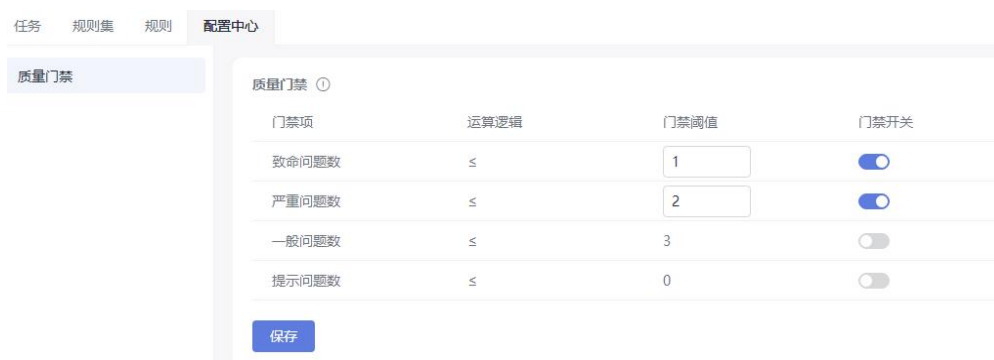 任务 规则集 规则 配置中心
质量门禁
质量门禁
门禁项 运算逻辑 门禁阈值 门禁开关
致命问题数 ≤ 1
严重问题数 ≤ 2
一般问题数 ≤ 3
提示问题数 ≤ 0
保存